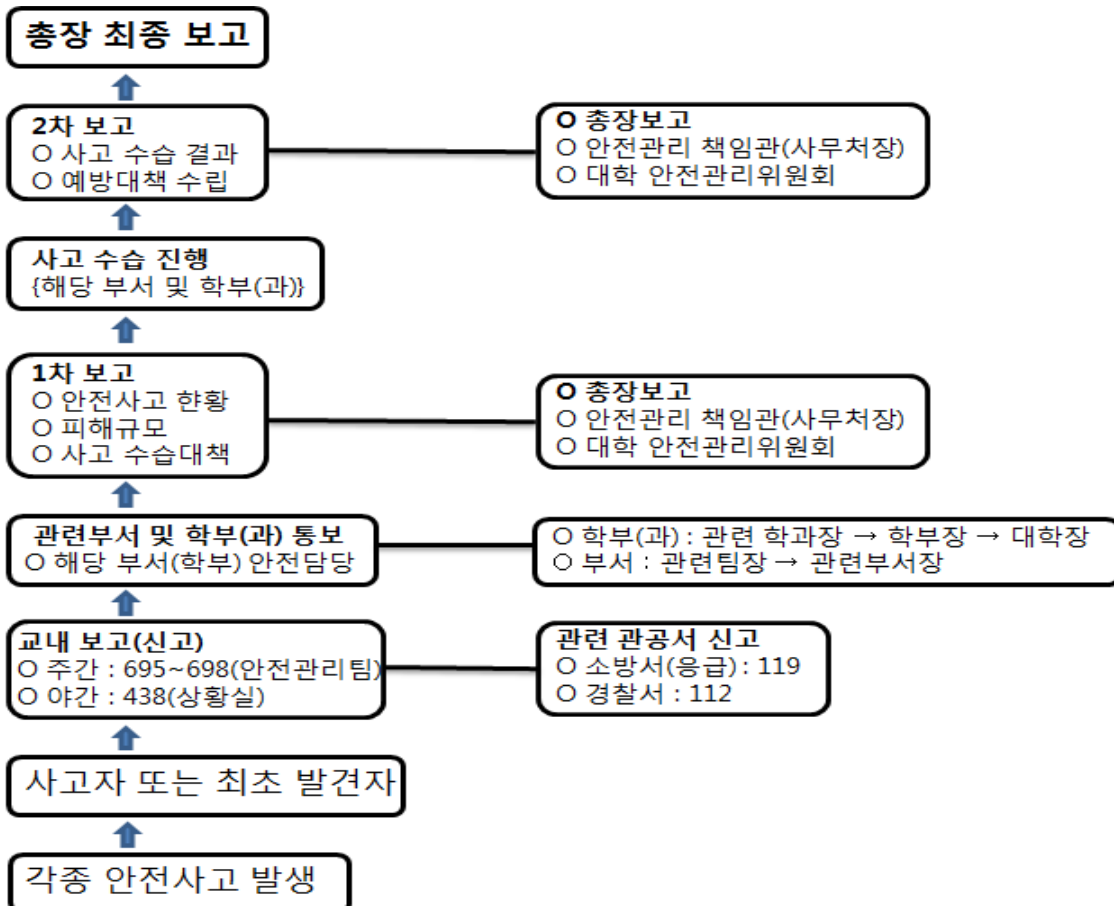 총장 최종 보고
2차 보고
O 사고 수습 결과
O 예방대책 수립
O 총장보고
O 안전관리 책임관(사무처장)
O 대학 안전관리위원회
사고 수습 진행
{해당 부서 및 학부(과)}
1차 보고
O 안전사고 햔황
O 피해규모
O 사고 수습대책
O 총장보고
O 안전관리 책임관(사무처장)
O 대학 안전관리위원회
관련부서 및 학부(과) 통보
O 해당 부서(학부) 안전담당
O 학부(과) : 관련 학과장 → 학부장 → 대학장
O 부서 : 관련팀장 → 관련부서장
교내 보고(신고)
O 주간 : 695~698(안전관리팀)
O 야간 : 438(상황실)
관련 관공서 신고
O 소방서(응급) : 119
O 경찰서 : 112
사고자 또는 최초 발견자
각종 안전사고 발생